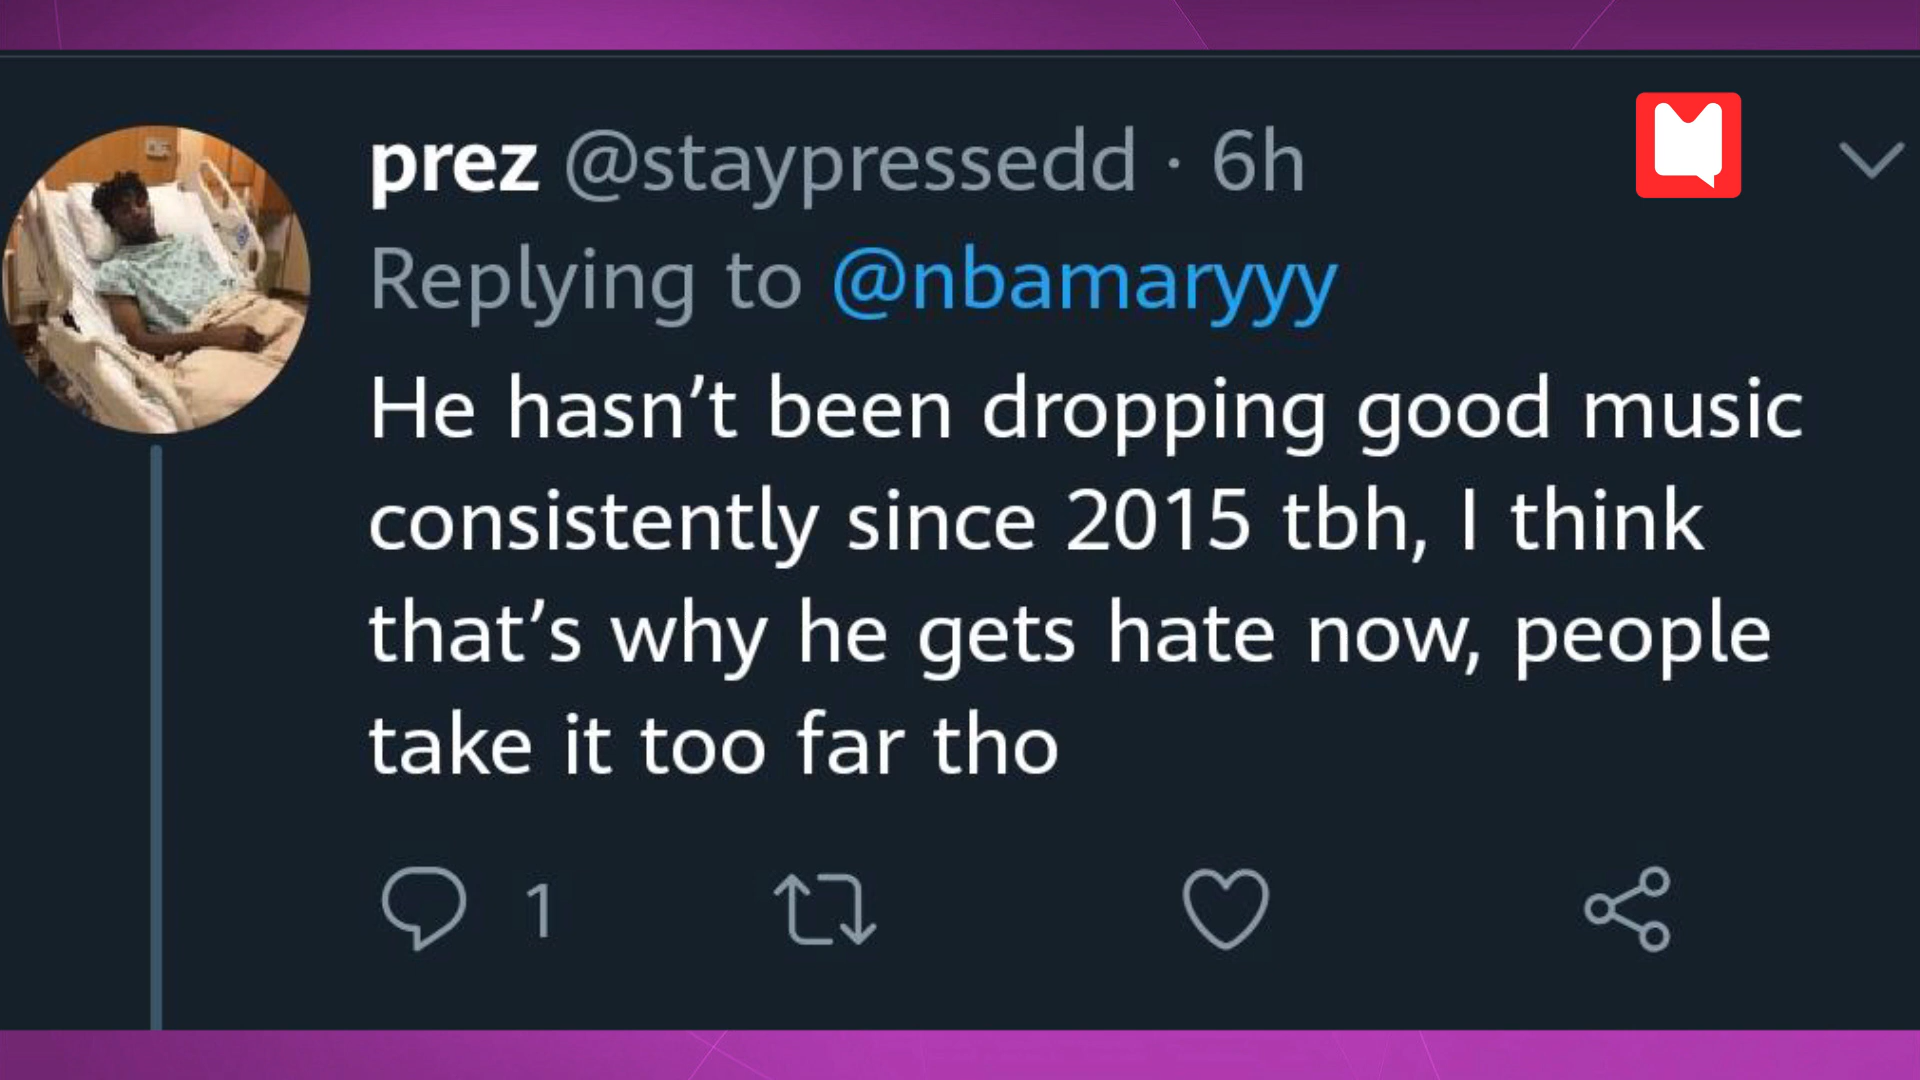 prez @staypressedd · 6h
Replying to @nbamaryyy
He hasn’t been dropping good music
consistently since 2015 tbh, I think
that’s why he gets hate now, people
take it too far tho
1